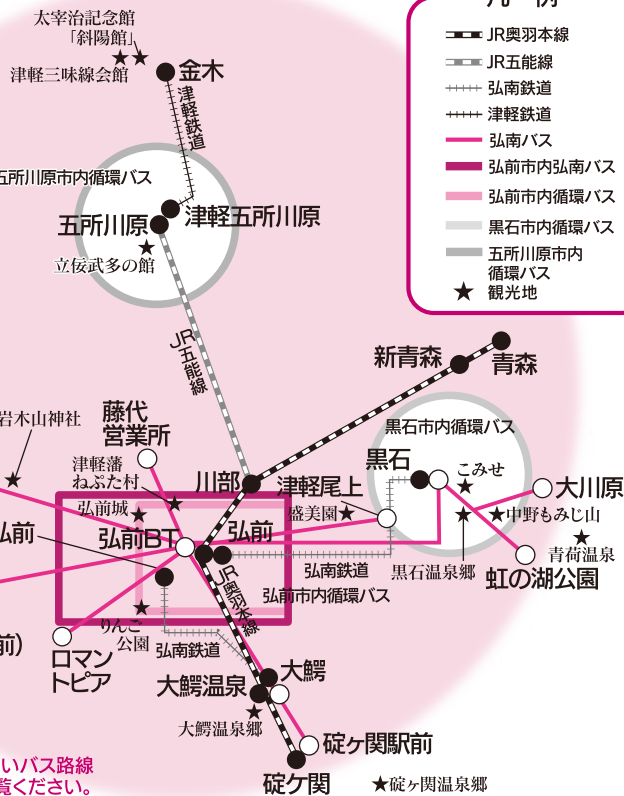 凡　例
JR奥羽本線
JR五能線
弘南鉄道
津軽鉄道
弘南バス
弘前市内弘南バス
弘前市内循環バス
黒石市内循環バス
五所川原市内
循環バス
★観光地
太宰治記念館
「斜陽館」
★★
津軽三味線会館
金木
津軽鉄道
五所川原市内循環バス
津軽五所川原
五所川原
★
立佞武多の館
JR五能線
新青森
青森
黒石市内循環バス
黒石
こみせ
★
大川原
★中野もみじ山
★
青荷温泉
★
黒石温泉郷
虹の湖公園
岩木山神社
★
藤代
営業所
津軽藩
ねぷた村
★
川部
津軽尾上
盛美園★
弘前城
★
弘前BT
弘前
弘前
弘南鉄道
JR奥羽本線
弘前市内循環バス
★
りんご
公園
弘南鉄道
前）
ロマン
トピア
大鰐
大鰐温泉
★
大鰐温泉郷
碇ヶ関駅前
碇ケ関
★碇ヶ関温泉郷
いバス路線
覧ください。